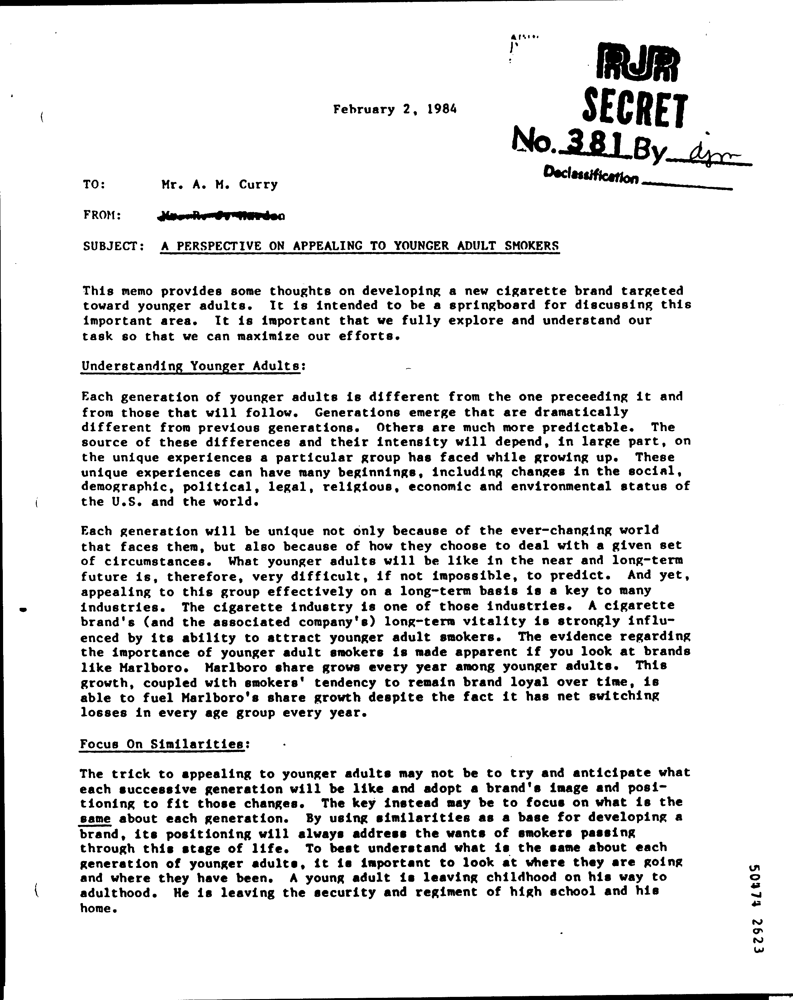 RJR
SECRET
No. 381 By djm
Declassification
February 2, 1984
TO: Mr. A. M. Curry
FROM:
SUBJECT: A PERSPECTIVE ON APPEALING TO YOUNGER ADULT SMOKERS
This memo provides some thoughts on developing a new cigarette brand targeted
toward younger adults. It is intended to be a springboard for discussing this
important area. It is important that we fully explore and understand our
task so that we can maximize our efforts.
Understanding Younger Adults:
Each generation of younger adults is different from the one preceeding it and
from those that will follow. Generations emerge that are dramatically
different from previous generations. Others are much more predictable. The
source of these differences and their intensity will depend, in large part, on
the unique experiences a particular group has faced while growing up. These
unique experiences can have many beginnings, including changes in the social,
demographic, political, legal, religious, economic and environmental status of
the U.S. and the world.
Each generation will be unique not only because of the ever-changing world
that faces them, but also because of how they choose to deal with a given set
of circumstances. What younger adults will be like in the near and long-term
future is, therefore, very difficult, if not impossible, to predict. And yet,
appealing to this group effectively on a long-term basis is a key to many
industries. The cigarette industry is one of those industries. A cigarette
brand's (and the associated company's) long-term vitality is strongly influ-
enced by its ability to attract younger adult smokers. The evidence regarding
the importance of younger adult smokers is made apparent if you look at brands
like Marlboro. Marlboro share grows every year among younger adults. This
growth, coupled with smokers' tendency to remain brand loyal over time, is
able to fuel Marlboro's share growth despite the fact it has net switching
losses in every age group every year.
Focus On Similarities:
The trick to appealing to younger adults may not be to try and anticipate what
each successive generation will be like and adopt a brand's image and posi-
tioning to fit those changes. The key instead may be to focus on what is the
same about each generation. By using similarities as a base for developing a
brand, its positioning will always address the wants of smokers passing
through this stage of life. To best understand what is the same about each
generation of younger adults, it is important to look at where they are going
and where they have been. A young adult is leaving childhood on his way to
adulthood. He is leaving the security and regiment of high school and his
home.
50474 2623